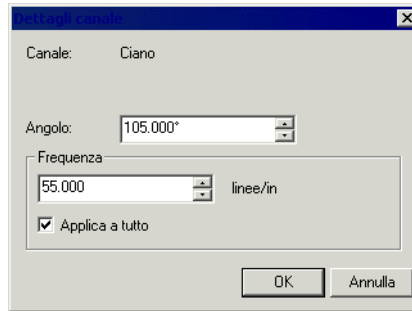 Dettagli canale
Canale: Ciano
Angolo: 105.000°
Frequenza
55.000 linee/in
Applica a tutto
OK Annulla